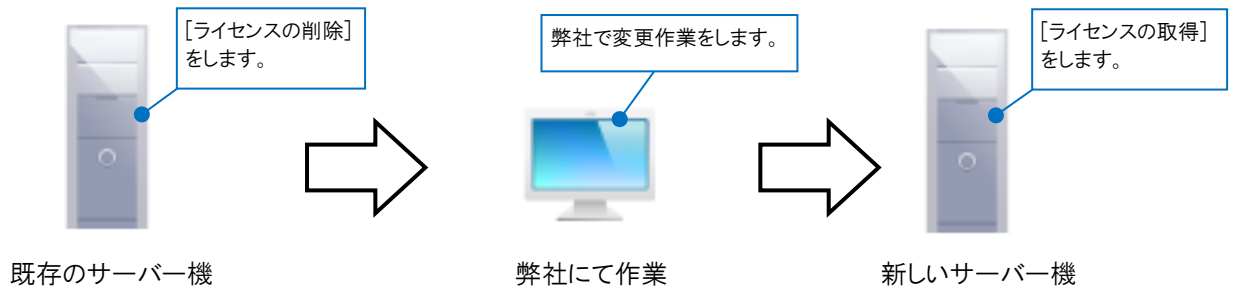 [ライセンスの削除]
をします。
弊社で変更作業をします。
[ライセンスの取得]
をします。
既存のサーバー機
弊社にて作業
新しいサーバー機